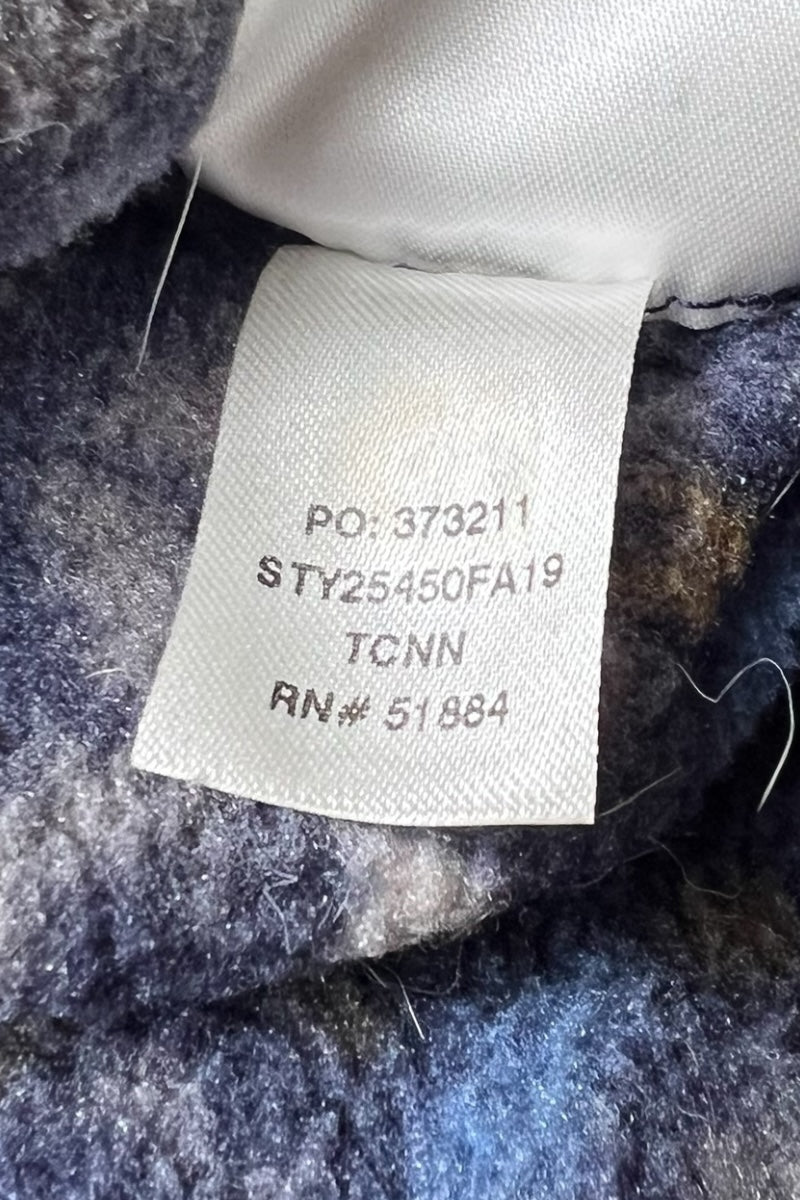 PO: 373211
STY25450FA19
TCNN
RN# 51884